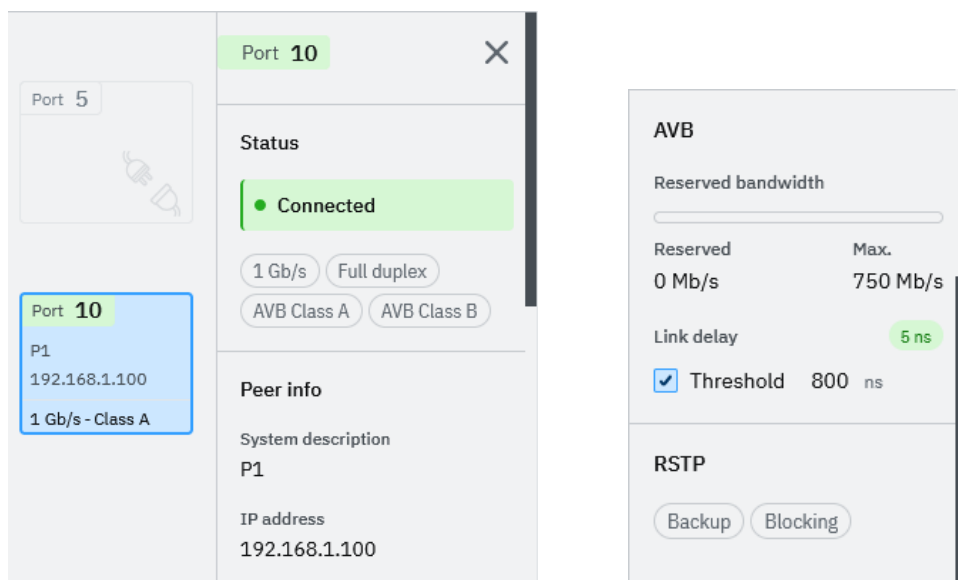 Port 5
Port 10
P1
192.168.1.100
1 Gb/s - Class A
Port 10
Status
Connected
1 Gb/s Full duplex
AVB Class A AVB Class B
Peer info
System description
P1
IP address
192.168.1.100
AVB
Reserved bandwidth
Reserved Max.
0 Mb/s 750 Mb/s
Link delay 5 ns
Threshold 800 ns
RSTP
Backup Blocking